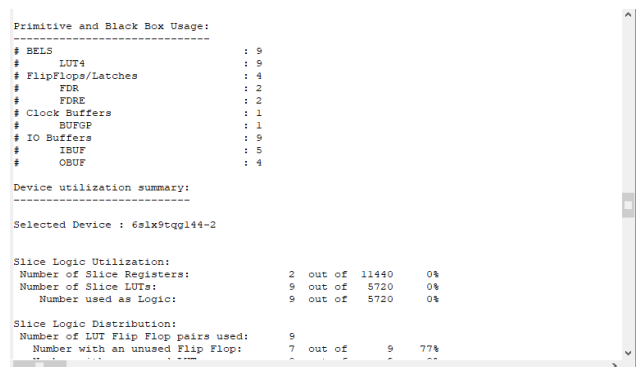 Primitive and Black Box Usage:
------------------------------
# BELS : 9
# LUT4 : 9
# FlipFlops/Latches : 4
# FDR : 2
# FDRE : 2
# Clock Buffers : 1
# BUFGP : 1
# IO Buffers : 9
# IBUF : 5
# OBUF : 4
Device utilization summary:
---------------------------
Selected Device : 6slx9tqg144-2
Slice Logic Utilization:
Number of Slice Registers: 2 out of 11440 0%
Number of Slice LUTs: 9 out of 5720 0%
Number used as Logic: 9 out of 5720 0%
Slice Logic Distribution:
Number of LUT Flip Flop pairs used: 9
Number with an unused Flip Flop: 7 out of 9 77%